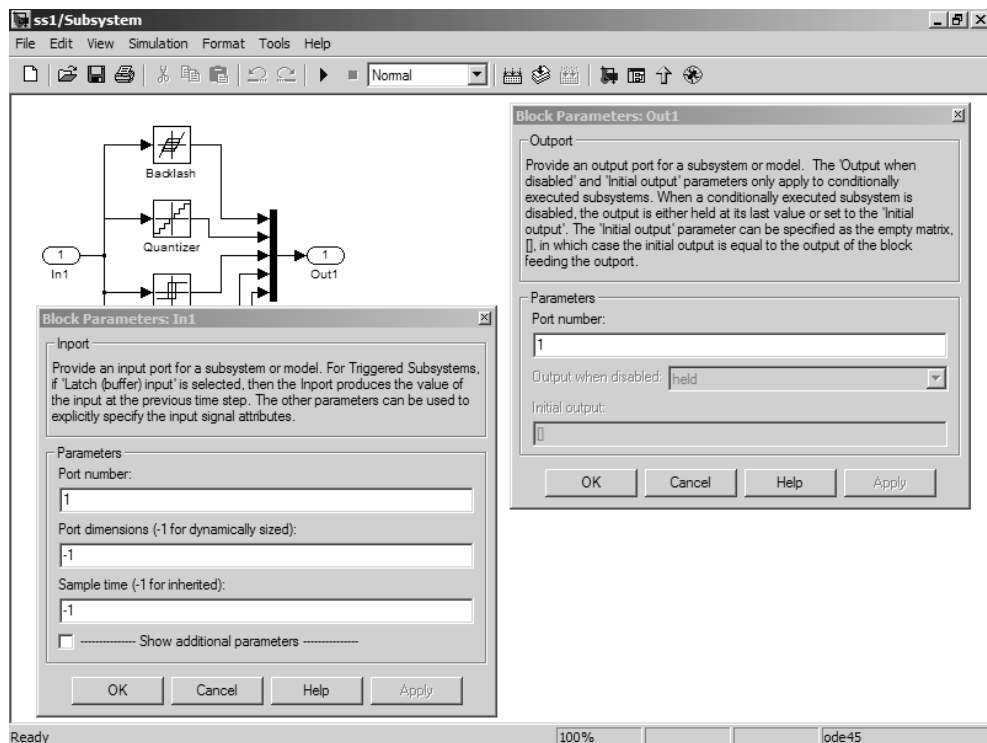 ss1/Subsystem
File Edit View Simulation Format Tools Help
Normal
Backlash
Quantizer
1
In1
1
Out1
Block Parameters: Out1
Outport
Provide an output port for a subsystem or model. The 'Output when
disabled' and 'Initial output' parameters only apply to conditionally
executed subsystems. When a conditionally executed subsystem is
disabled, the output is either held at its last value or set to the 'Initial
output'. The 'Initial output' parameter can be specified as the empty matrix,
[], in which case the initial output is equal to the output of the block
feeding the outport.
Parameters
Port number:
1
Output when disabled: held
Initial output:
[]
OK Cancel Help Apply
Block Parameters: In1
Inport
Provide an input port for a subsystem or model. For Triggered Subsystems,
if 'Latch (buffer) input' is selected, then the Inport produces the value of
the input at the previous time step. The other parameters can be used to
explicitly specify the input signal attributes.
Parameters
Port number:
1
Port dimensions (-1 for dynamically sized):
-1
Sample time (-1 for inherited):
-1
--------------- Show additional parameters ---------------
OK Cancel Help Apply
Ready 100% ode45